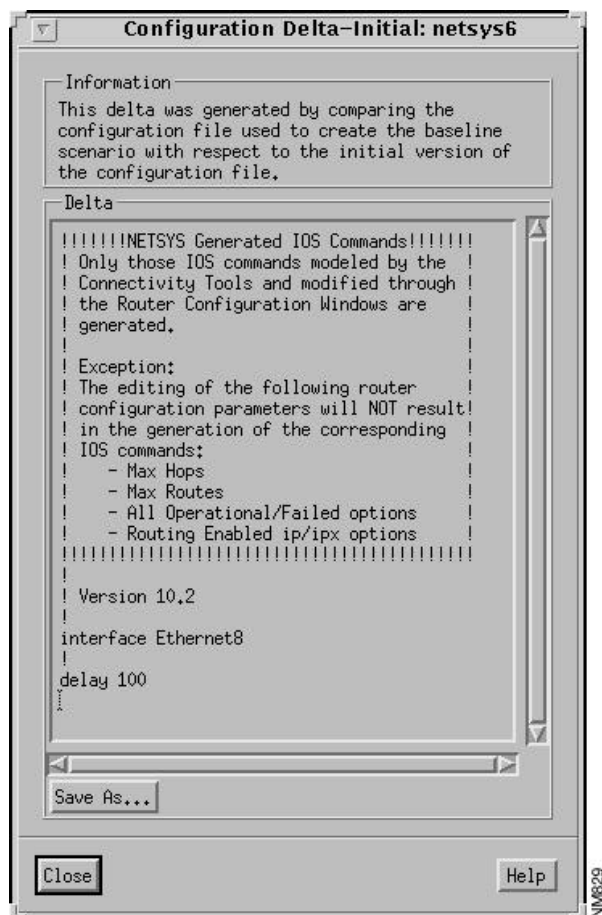 Configuration Delta-Initial: netsys6
Information
This delta was generated by comparing the
configuration file used to create the baseline
scenario with respect to the initial version of
the configuration file.
Delta
!!!!!!!NETSYS Generated IOS Commands!!!!!!!
! Only those IOS commands modeled by the !
! Connectivity Tools and modified through !
! the Router Configuration Windows are !
! generated. !
! !
! Exception: !
! The editing of the following router !
! configuration parameters will NOT result!
! in the generation of the corresponding !
! IOS commands: !
! - Max Hops !
! - Max Routes !
! - All Operational/Failed options !
! - Routing Enabled ip/ipx options !
!!!!!!!!!!!!!!!!!!!!!!!!!!!!!!!!!!!!!!!!!!!
!
! Version 10.2
!
interface Ethernet8
!
delay 100
Save As...
Close
Help
NM829